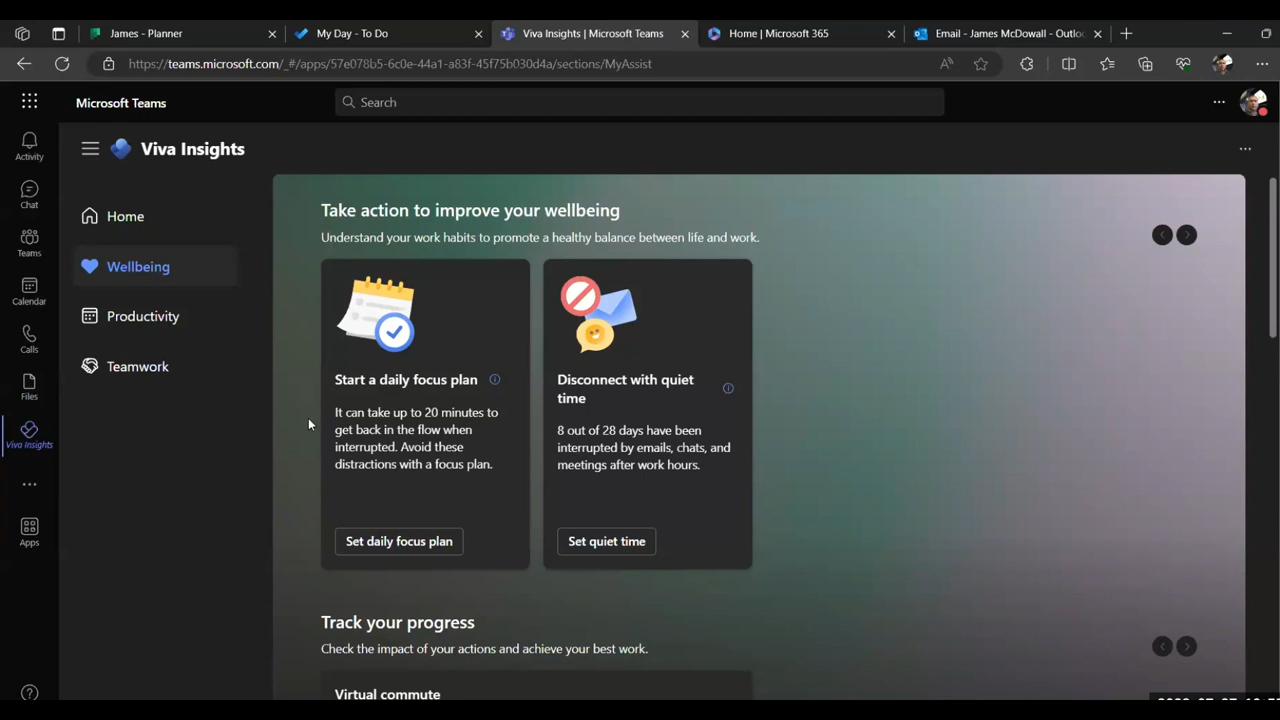 James - Planner
My Day - To Do
Viva Insights | Microsoft Teams
Home | Microsoft 365
Email - James McDowall - Outloo
https://teams.microsoft.com/_#/apps/57e078b5-6c0e-44a1-a83f-45f75b030d4a/sections/MyAssist
Microsoft Teams
Search
Activity
Chat
Teams
Calendar
Calls
Files
Viva Insights
Apps
Viva Insights
Home
Wellbeing
Productivity
Teamwork
Take action to improve your wellbeing
Understand your work habits to promote a healthy balance between life and work.
Start a daily focus plan
It can take up to 20 minutes to
get back in the flow when
interrupted. Avoid these
distractions with a focus plan.
Set daily focus plan
Disconnect with quiet
time
8 out of 28 days have been
interrupted by emails, chats, and
meetings after work hours.
Set quiet time
Track your progress
Check the impact of your actions and achieve your best work.
Virtual commute